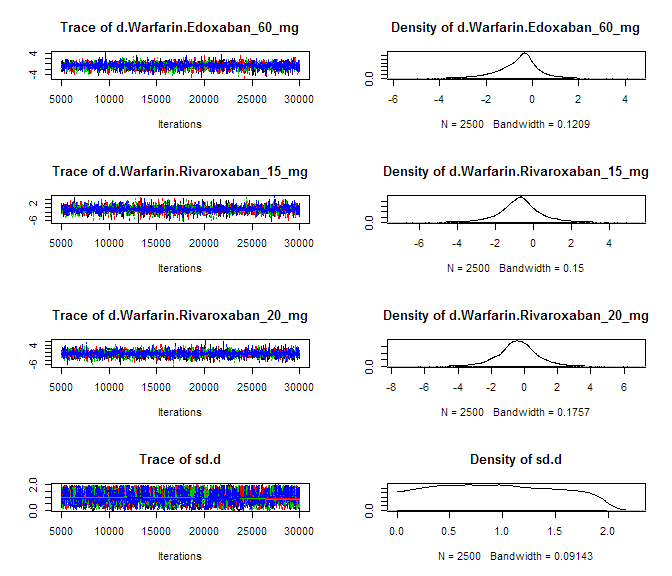 Trace of d.Warfarin.Edoxaban_60_mg
-4 4
5000 10000 15000 20000 25000 30000
Iterations
Density of d.Warfarin.Edoxaban_60_mg
0.0
-6 -4 -2 0 2 4
N = 2500 Bandwidth = 0.1209
Trace of d.Warfarin.Rivaroxaban_15_mg
-6 2
5000 10000 15000 20000 25000 30000
Iterations
Density of d.Warfarin.Rivaroxaban_15_mg
0.0
-6 -4 -2 0 2 4
N = 2500 Bandwidth = 0.15
Trace of d.Warfarin.Rivaroxaban_20_mg
-6 4
5000 10000 15000 20000 25000 30000
Iterations
Density of d.Warfarin.Rivaroxaban_20_mg
0.0
-8 -6 -4 -2 0 2 4 6
N = 2500 Bandwidth = 0.1757
Trace of sd.d
0.0 2.0
5000 10000 15000 20000 25000 30000
Iterations
Density of sd.d
0.0
0.0 0.5 1.0 1.5 2.0
N = 2500 Bandwidth = 0.09143